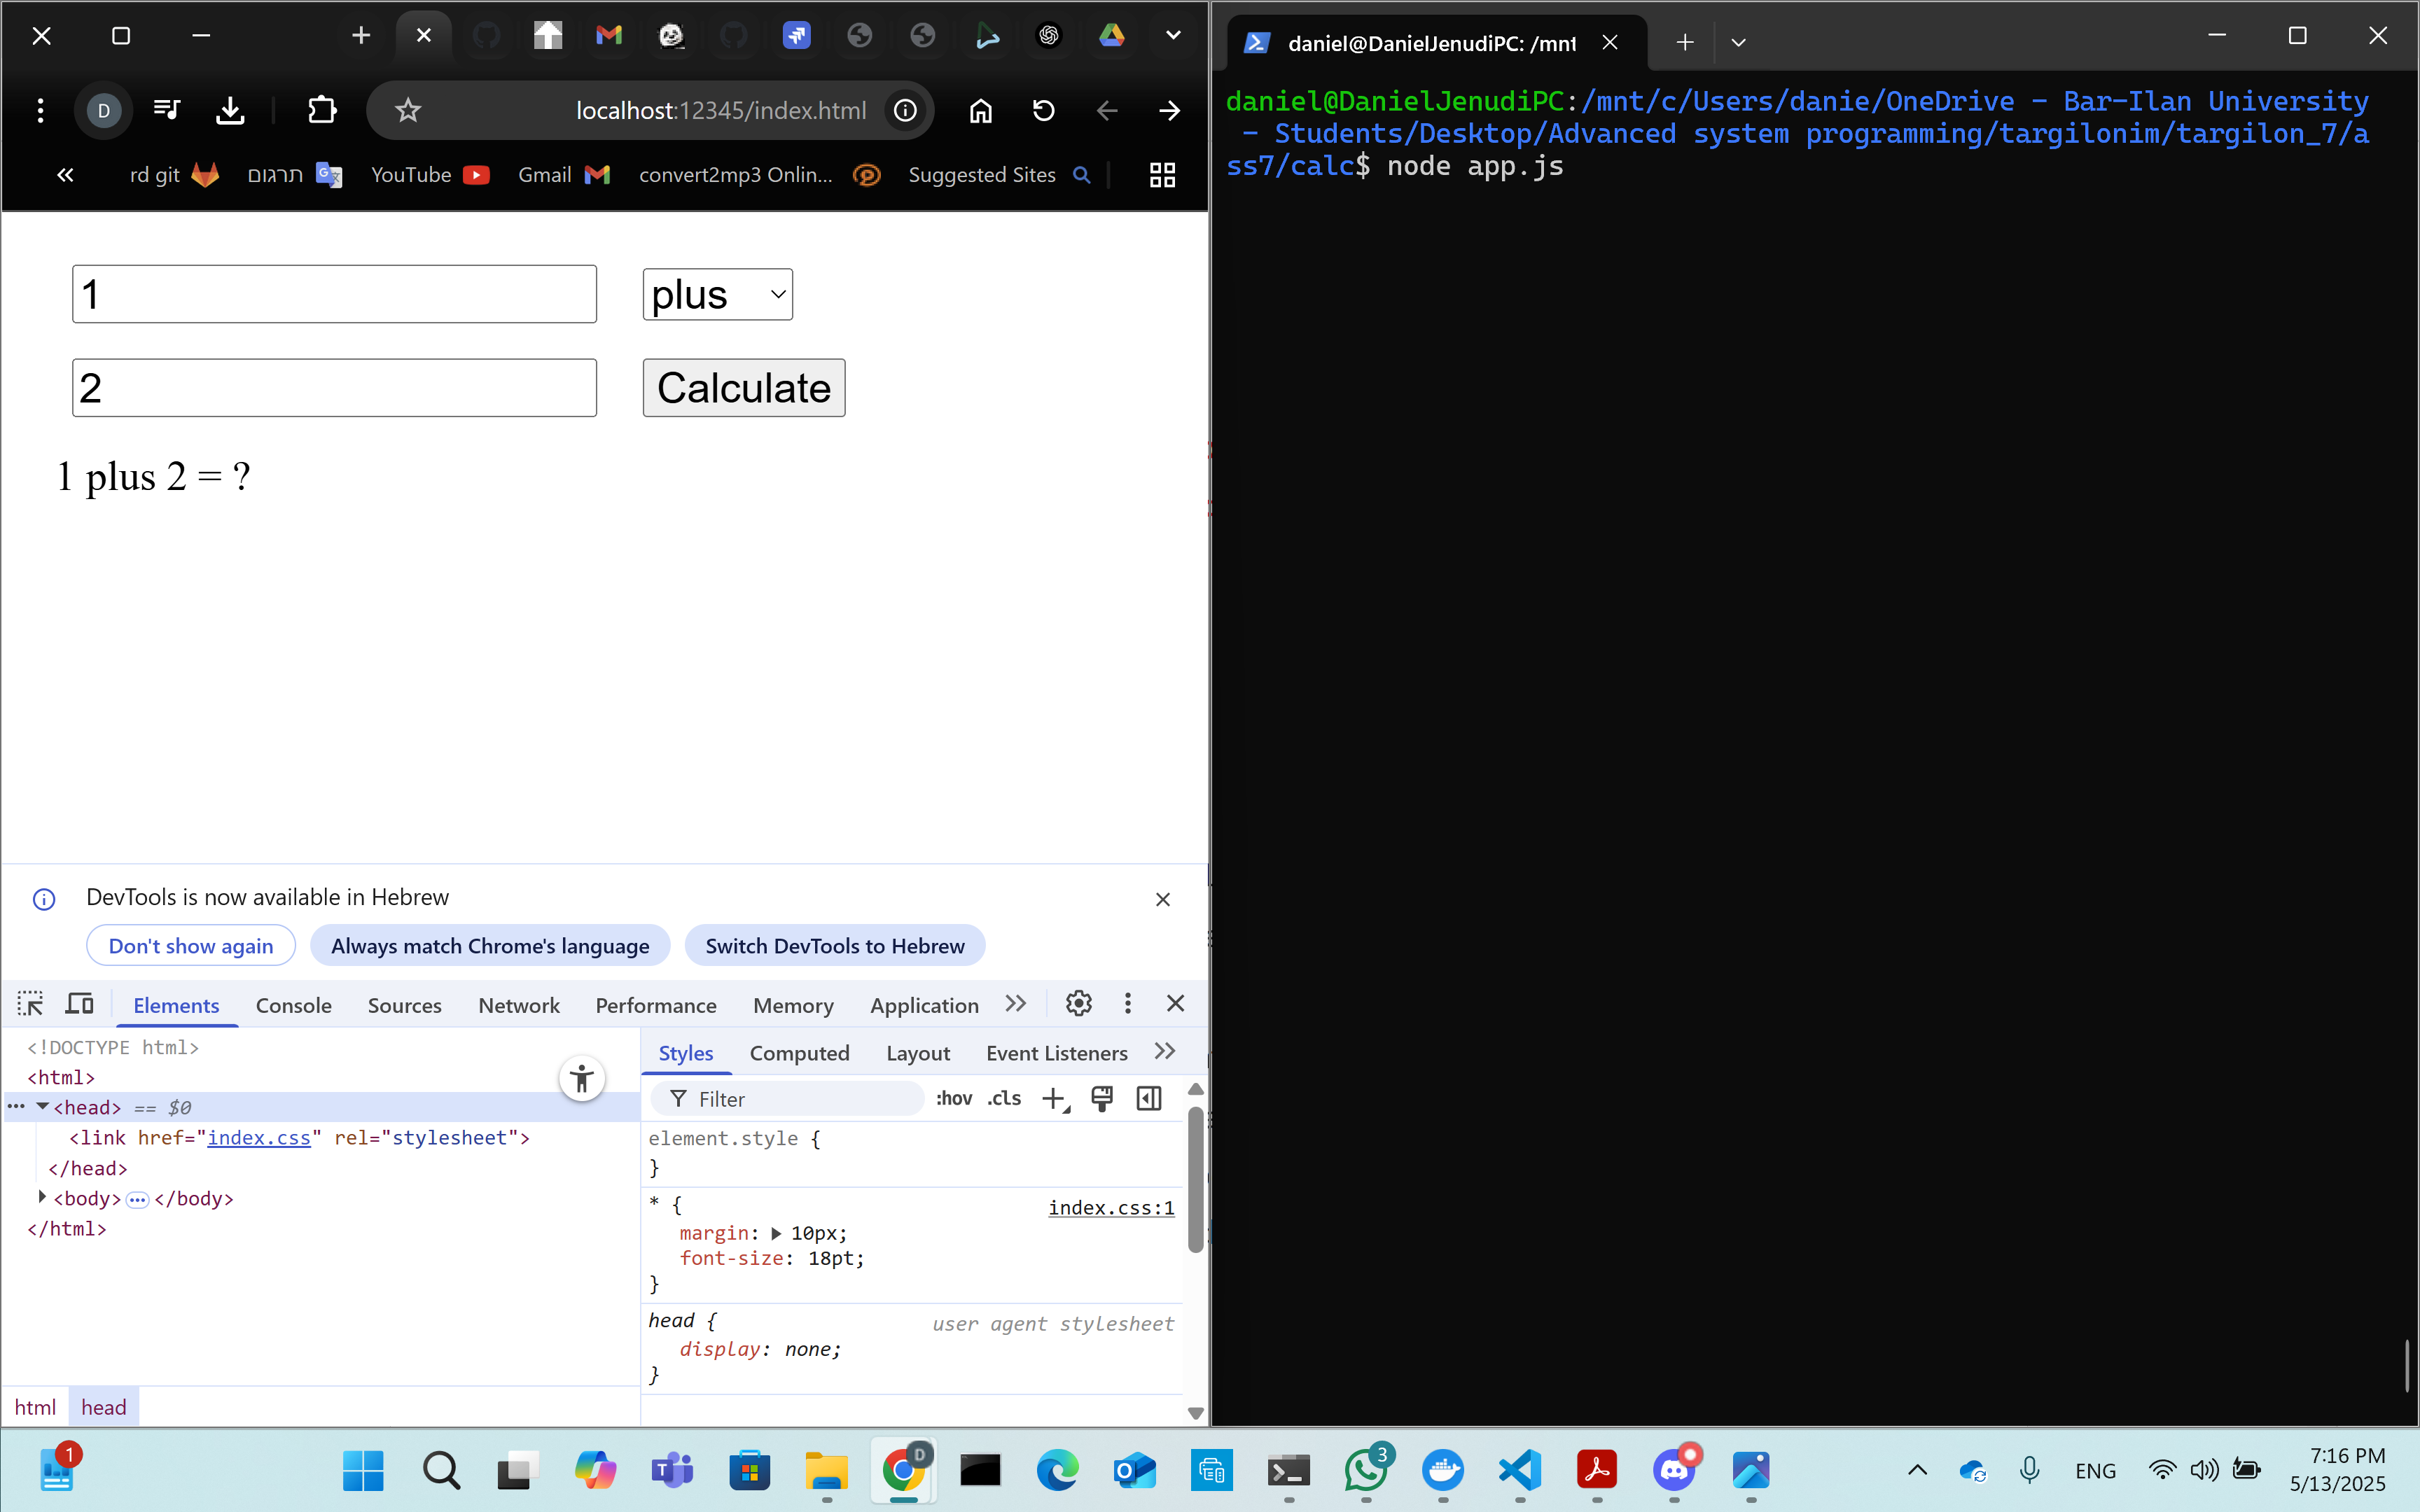 daniel@DanielJenudiPC: /mnt
D
localhost:12345/index.html
rd git
תרגום
YouTube
Gmail
convert2mp3 Onlin...
Suggested Sites
1
plus
2
Calculate
1 plus 2 = ?
DevTools is now available in Hebrew
Don't show again
Always match Chrome's language
Switch DevTools to Hebrew
Elements
Console
Sources
Network
Performance
Memory
Application
<!DOCTYPE html>
<html>
<head> == $0
<link href="index.css" rel="stylesheet">
</head>
<body> ⋯ </body>
</html>
html
head
Styles
Computed
Layout
Event Listeners
Filter
:hov
.cls
element.style {
}
* {
index.css:1
margin: 10px;
font-size: 18pt;
}
head {
user agent stylesheet
display: none;
}
daniel@DanielJenudiPC:/mnt/c/Users/danie/OneDrive - Bar-Ilan University
- Students/Desktop/Advanced system programming/targilonim/targilon_7/a
ss7/calc$ node app.js
1
D
3
ENG
7:16 PM
5/13/2025